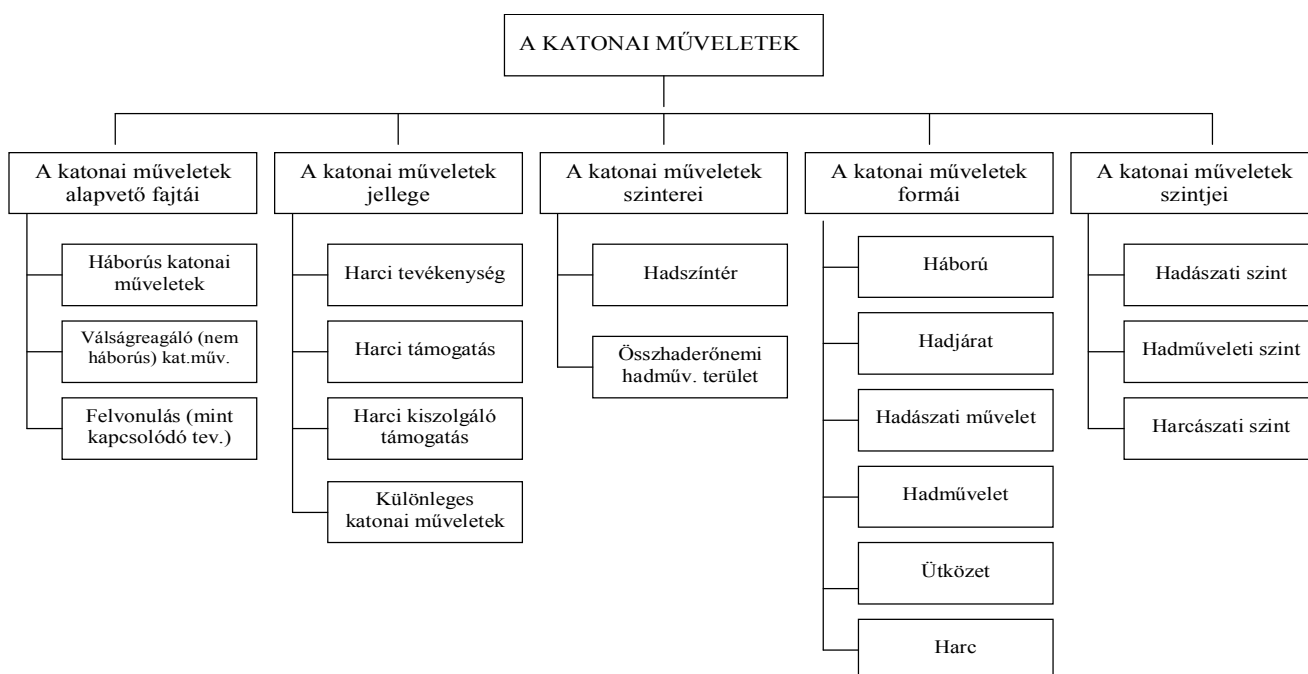 A KATONAI MŰVELETEK
A katonai műveletek
alapvető fajtái
Háborús katonai
műveletek
Válságreagáló (nem
háborús) kat.műv.
Felvonulás (mint
kapcsolódó tev.)
A katonai műveletek
jellege
Harci tevékenység
Harci támogatás
Harci kiszolgáló
támogatás
Különleges
katonai műveletek
A katonai műveletek
szinterei
Hadszíntér
Összhaderőnemi
hadműv. terület
A katonai műveletek
formái
Háború
Hadjárat
Hadászati művelet
Hadművelet
Ütközet
Harc
A katonai műveletek
szintjei
Hadászati szint
Hadműveleti szint
Harcászati szint